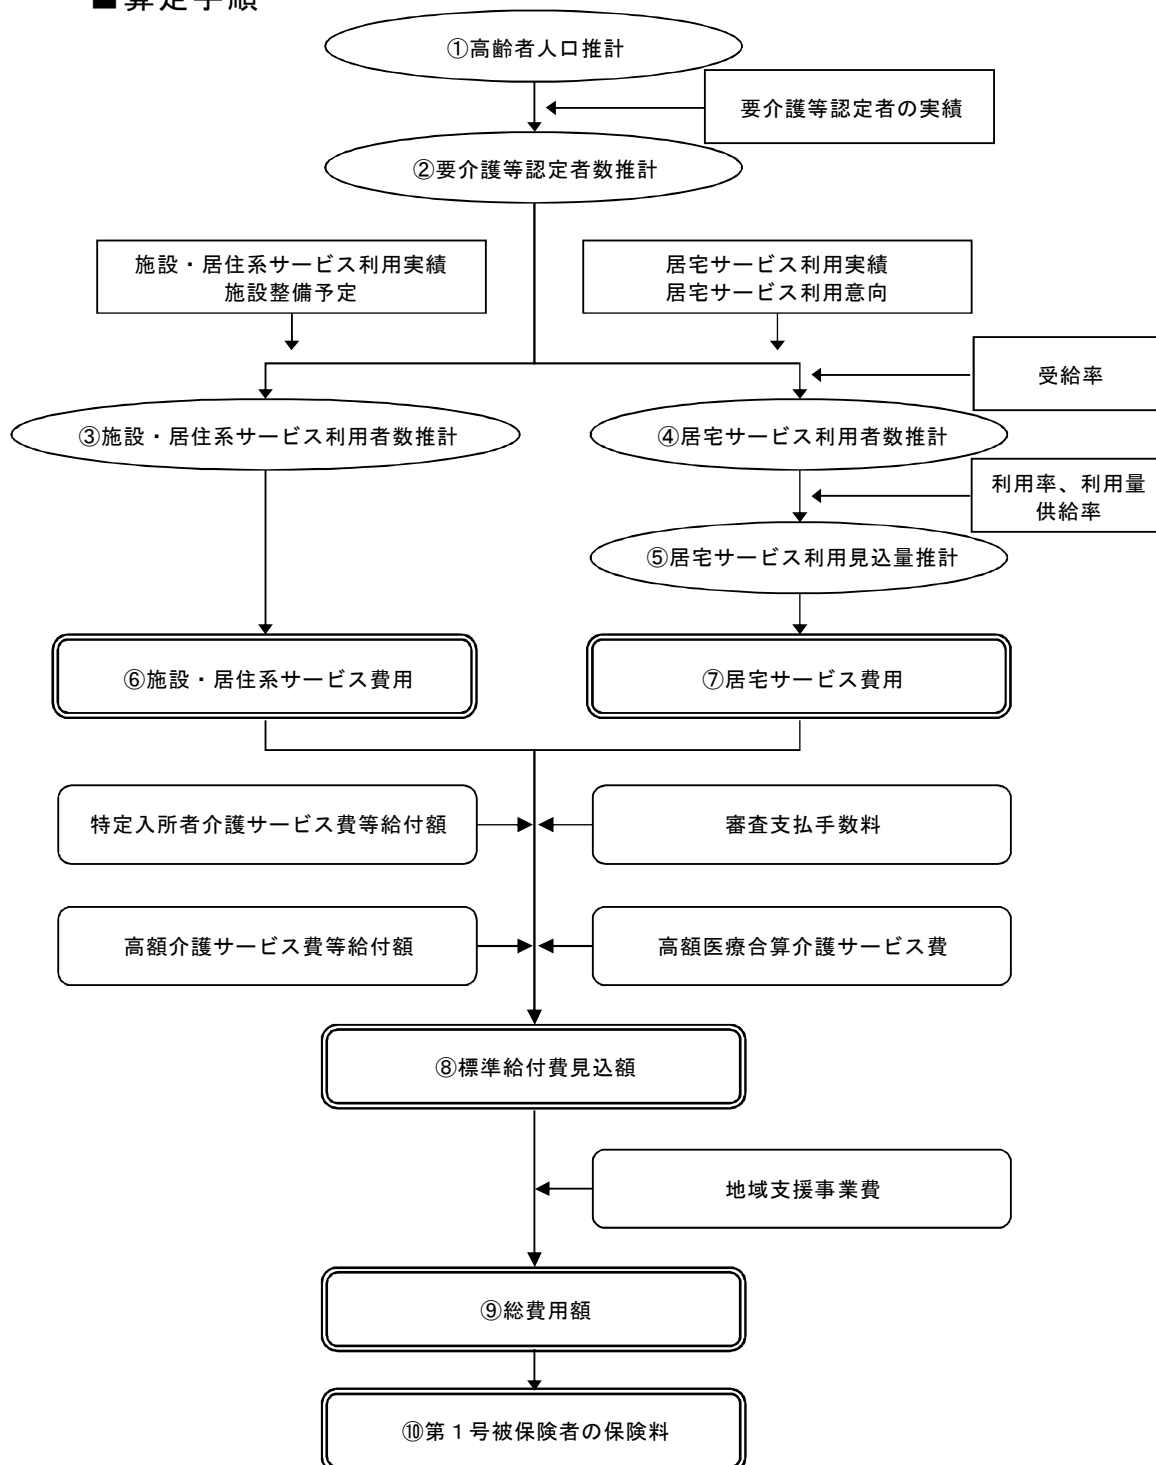 ■算定手順
①高齢者人口推計
要介護等認定者の実績
②要介護等認定者数推計
施設・居住系サービス利用実績
施設整備予定
居宅サービス利用実績
居宅サービス利用意向
受給率
③施設・居住系サービス利用者数推計
④居宅サービス利用者数推計
利用率、利用量
供給率
⑤居宅サービス利用見込量推計
⑥施設・居住系サービス費用
⑦居宅サービス費用
特定入所者介護サービス費等給付額
審査支払手数料
高額介護サービス費等給付額
高額医療合算介護サービス費
⑧標準給付費見込額
地域支援事業費
⑨総費用額
⑩第１号被保険者の保険料